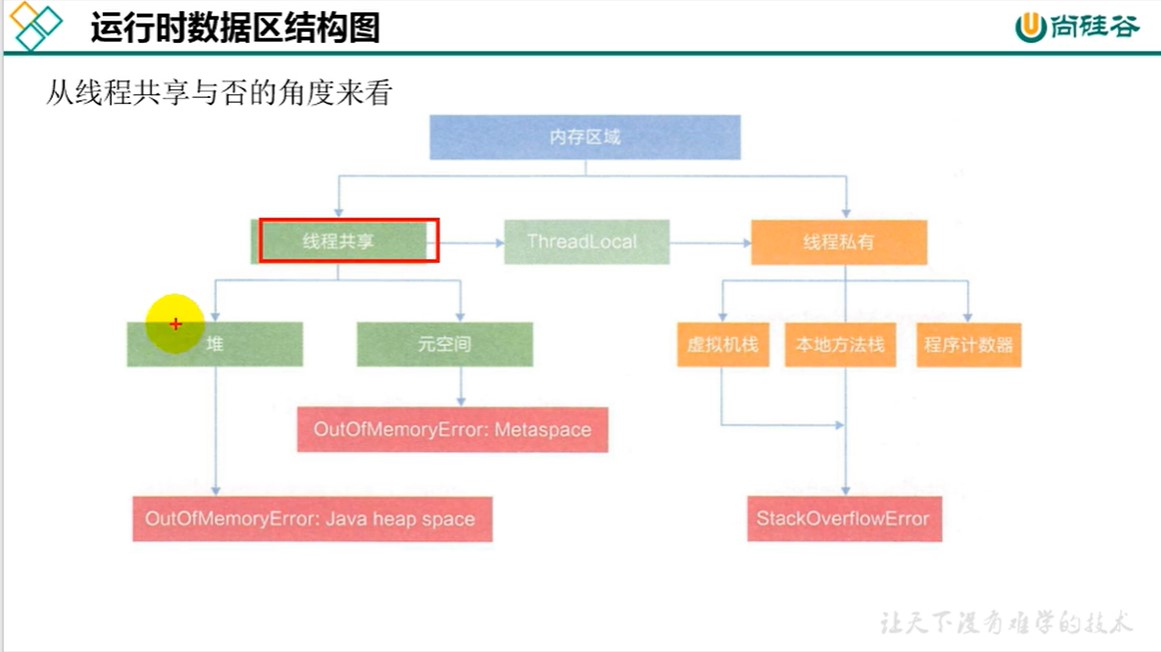 运行时数据区结构图
尚硅谷
从线程共享与否的角度来看
内存区域
线程共享
ThreadLocal
线程私有
堆
元空间
虚拟机栈
本地方法栈
程序计数器
OutOfMemoryError: Metaspace
OutOfMemoryError: Java heap space
StackOverflowError
让天下没有难学的技术